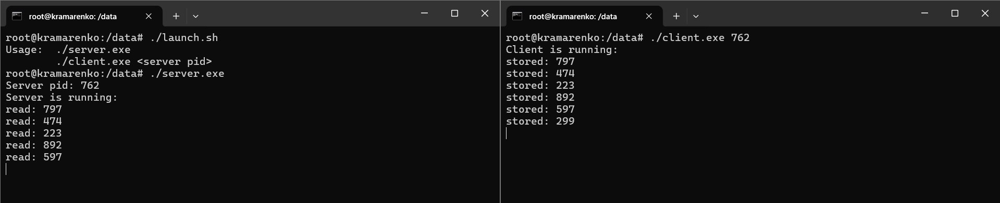 root@kramarenko: /data
root@kramarenko:/data# ./launch.sh
Usage:  ./server.exe
        ./client.exe <server pid>
root@kramarenko:/data# ./server.exe
Server pid: 762
Server is running:
read: 797
read: 474
read: 223
read: 892
read: 597
root@kramarenko: /data
root@kramarenko:/data# ./client.exe 762
Client is running:
stored: 797
stored: 474
stored: 223
stored: 892
stored: 597
stored: 299